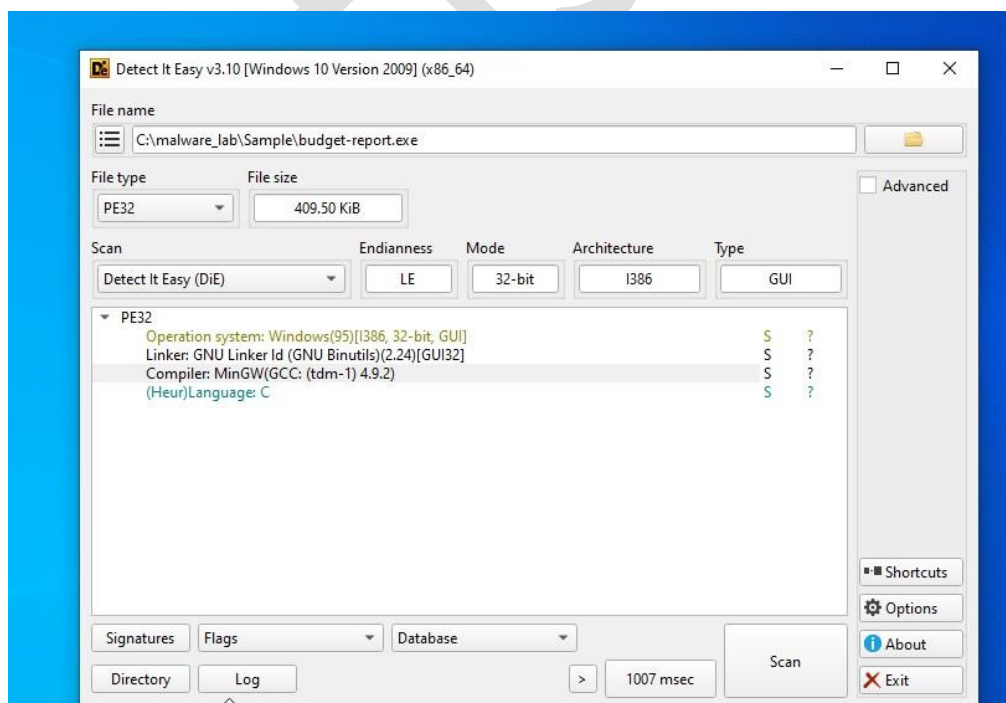 Detect It Easy v3.10 [Windows 10 Version 2009] (x86_64)
File name
C:\malware_lab\Sample\budget-report.exe
File type File size
Advanced
PE32 409.50 KiB
Scan Endianness Mode Architecture Type
Detect It Easy (DiE) LE 32-bit I386 GUI
PE32
Operation system: Windows(95)[I386, 32-bit, GUI] S ?
Linker: GNU Linker ld (GNU Binutils)(2.24)[GUI32] S ?
Compiler: MinGW(GCC: (tdm-1) 4.9.2) S ?
(Heur)Language: C S ?
Shortcuts
Options
Signatures Flags Database
About
Scan
Directory Log > 1007 msec
Exit